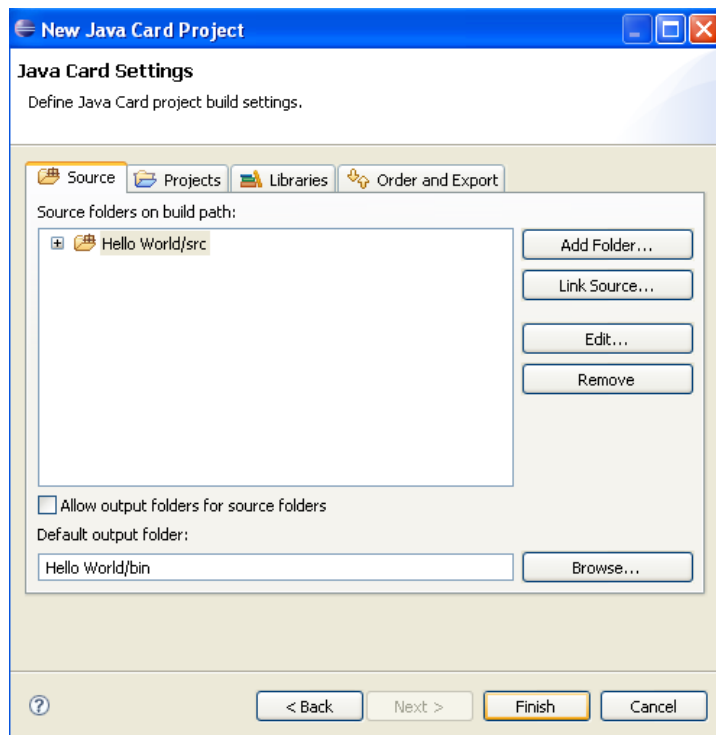 New Java Card Project
Java Card Settings
Define Java Card project build settings.
Source Projects Libraries Order and Export
Source folders on build path:
Hello World/src
Add Folder...
Link Source...
Edit...
Remove
Allow output folders for source folders
Default output folder:
Hello World/bin Browse...
? < Back Next > Finish Cancel